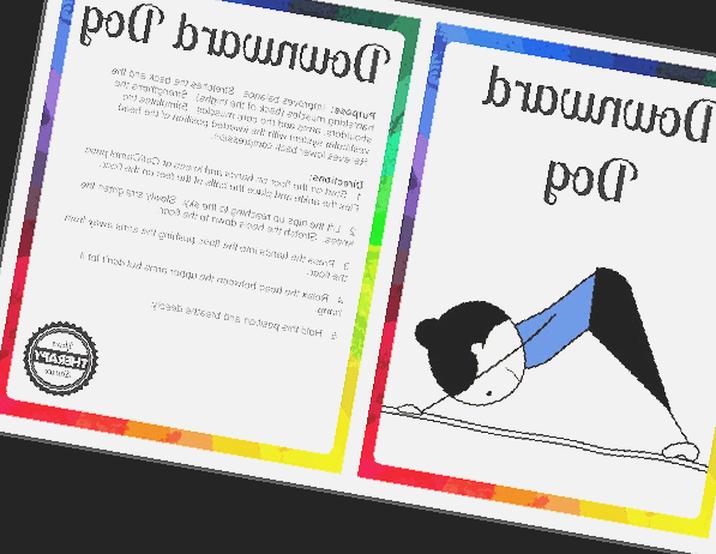 Downward Dog
Purpose: Improves balance. Stretches the back and the
hamstring muscles (back of the thighs). Strengthens the
shoulders, arms and the core muscles. Stimulates the
vestibular system with the inverted position of the head.
Relieves lower back compression.
Directions:
1. Start on the floor on hands and knees or Cat/Camel pose.
Flex the ankle and place the balls of the feet on the floor.
2. Lift the hips up reaching to the sky. Slowly straighten the
knees. Stretch the heels down to the floor.
3. Press the hands into the floor, pushing the arms away from
the floor.
4. Relax the head between the upper arms but don't let it
hang.
5. Hold this position and breathe deeply.
Your
THERAPY
Source
Downward
Dog